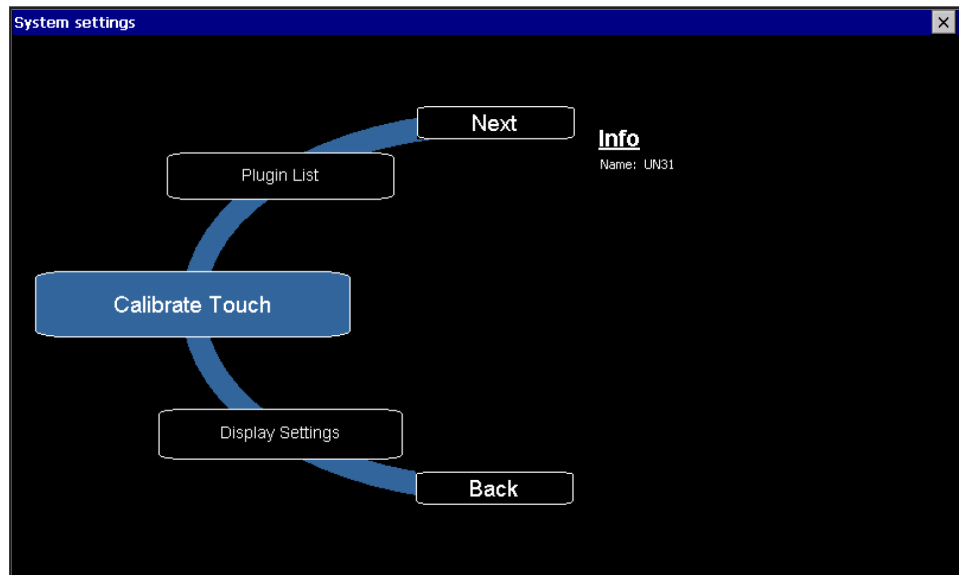 System settings
Next
Info
Name: UN31
Plugin List
Calibrate Touch
Display Settings
Back